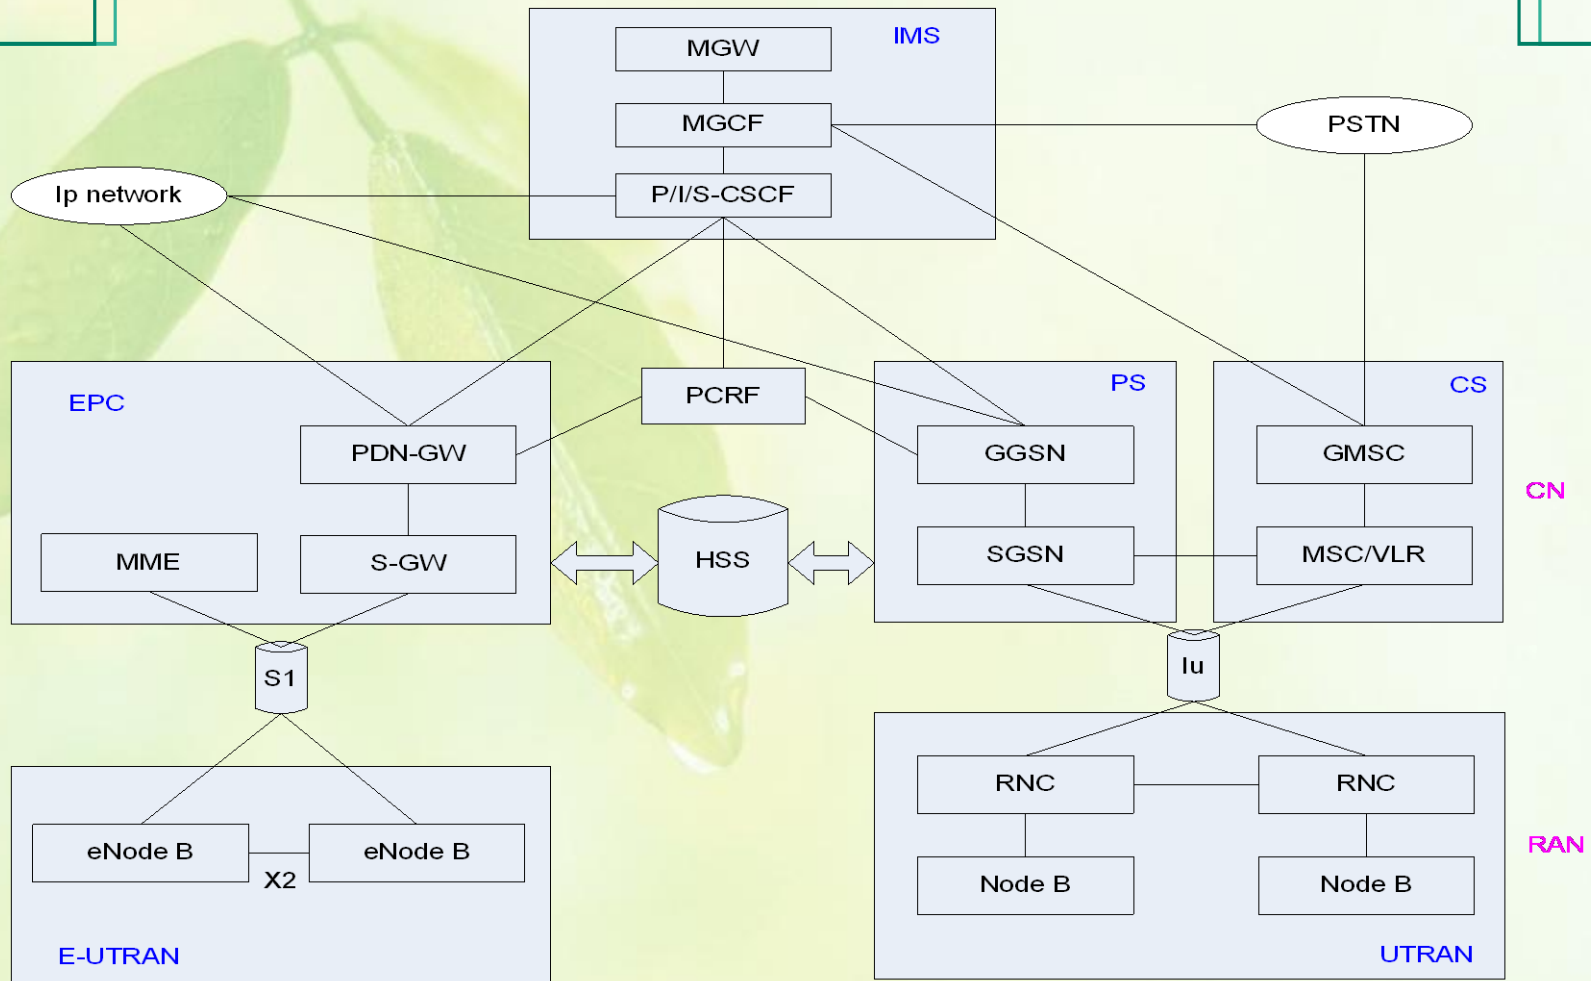 IMS
MGW
MGCF
PSTN
Ip network
P/I/S-CSCF
EPC
PCRF
PS
CS
PDN-GW
GGSN
GMSC
CN
MME
S-GW
HSS
SGSN
MSC/VLR
S1
Iu
RNC
RNC
eNode B
eNode B
X2
RAN
Node B
Node B
E-UTRAN
UTRAN